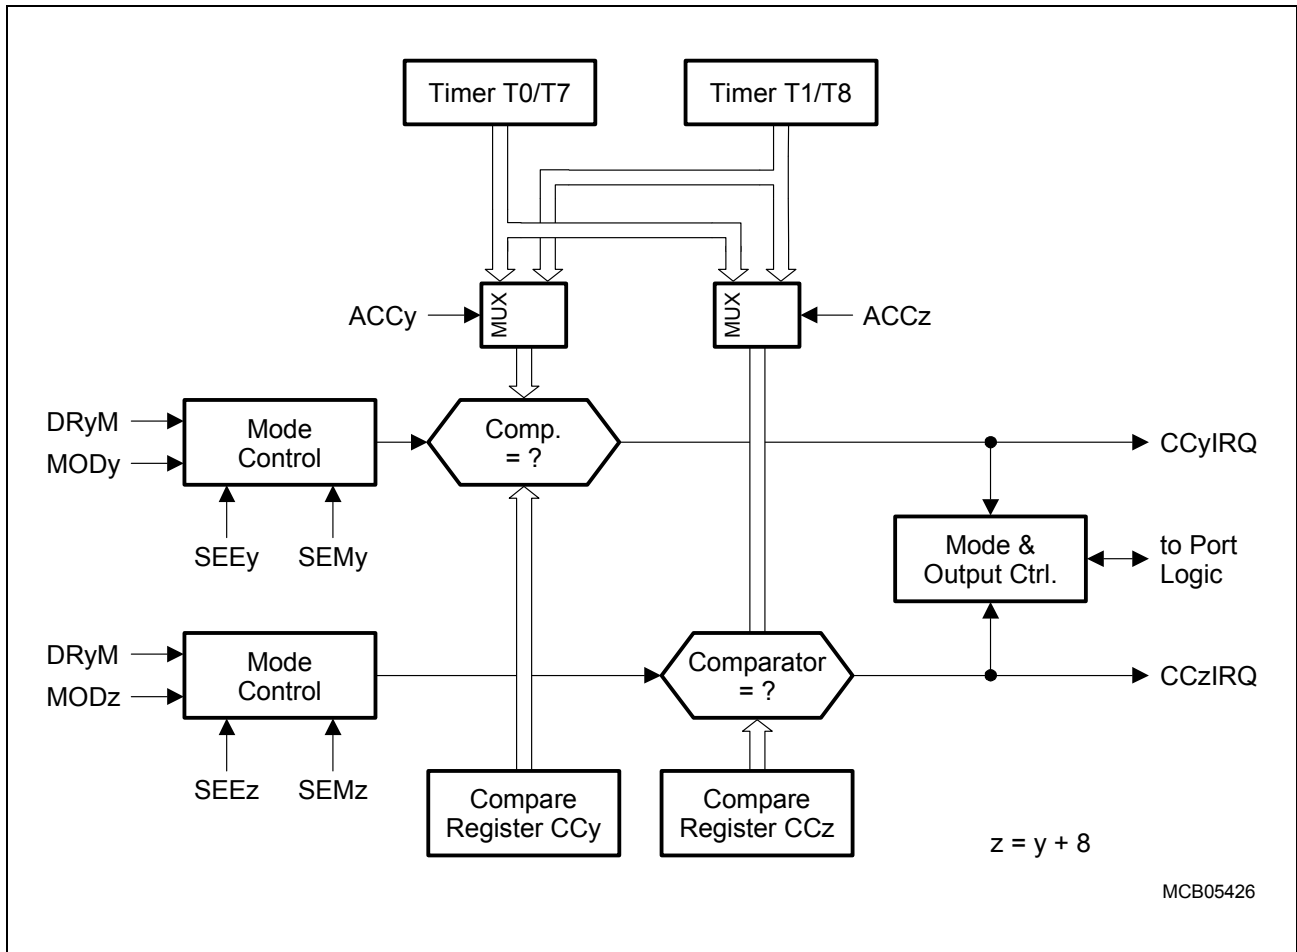 Timer T0/T7
Timer T1/T8
ACCy
MUX
MUX
ACCz
DRyM
MODy
Mode
Control
Comp.
= ?
CCyIRQ
SEEy
SEMy
Mode &
Output Ctrl.
to Port
Logic
DRyM
MODz
Mode
Control
Comparator
= ?
CCzIRQ
SEEz
SEMz
Compare
Register CCy
Compare
Register CCz
z = y + 8
MCB05426